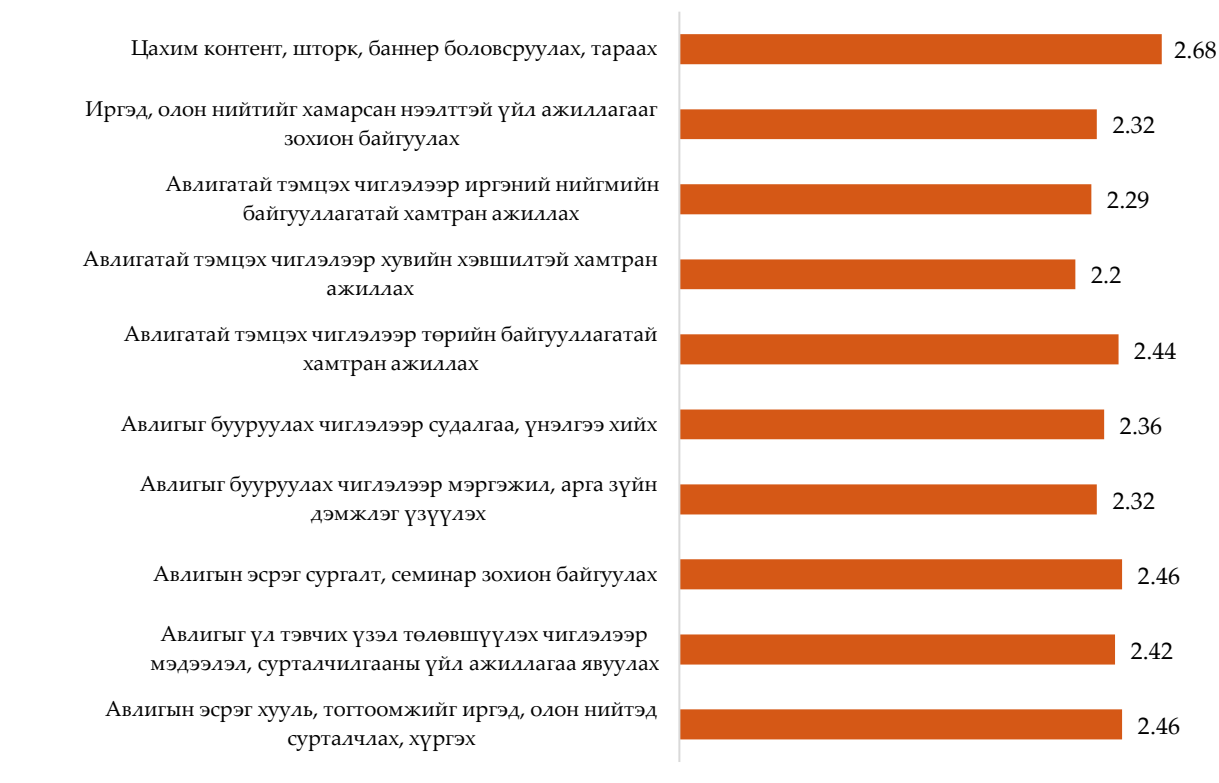 Цахим контент, шторк, баннер боловсруулах, тараах
2.68
Иргэд, олон нийтийг хамарсан нээлттэй үйл ажиллагааг
зохион байгуулах
2.32
Авлигатай тэмцэх чиглэлээр иргэний нийгмийн
байгууллагатай хамтран ажиллах
2.29
Авлигатай тэмцэх чиглэлээр хувийн хэвшилтэй хамтран
ажиллах
2.2
Авлигатай тэмцэх чиглэлээр төрийн байгууллагатай
хамтран ажиллах
2.44
Авлигыг бууруулах чиглэлээр судалгаа, үнэлгээ хийх
2.36
Авлигыг бууруулах чиглэлээр мэргэжил, арга зүйн
дэмжлэг үзүүлэх
2.32
Авлигын эсрэг сургалт, семинар зохион байгуулах
2.46
Авлигыг үл тэвчих үзэл төлөвшүүлэх чиглэлээр
мэдээлэл, сурталчилгааны үйл ажиллагаа явуулах
2.42
Авлигын эсрэг хууль, тогтоомжийг иргэд, олон нийтэд
сурталчлах, хүргэх
2.46